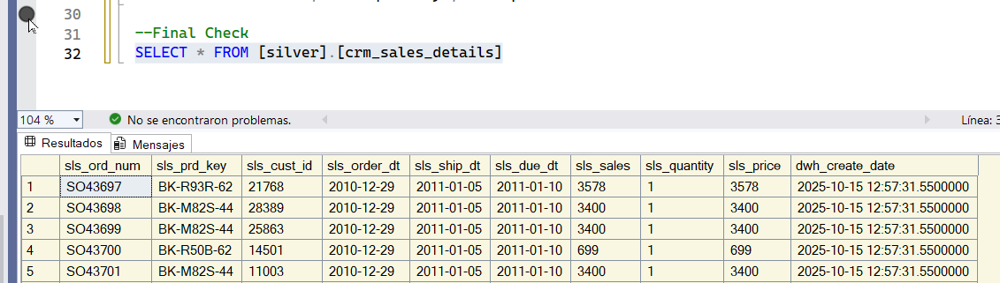 30
31 --Final Check
32 SELECT * FROM [silver].[crm_sales_details]
104 % No se encontraron problemas. Línea: 3
Resultados Mensajes
sls_ord_num sls_prd_key sls_cust_id sls_order_dt sls_ship_dt sls_due_dt sls_sales sls_quantity sls_price dwh_create_date
1 SO43697 BK-R93R-62 21768 2010-12-29 2011-01-05 2011-01-10 3578 1 3578 2025-10-15 12:57:31.5500000
2 SO43698 BK-M82S-44 28389 2010-12-29 2011-01-05 2011-01-10 3400 1 3400 2025-10-15 12:57:31.5500000
3 SO43699 BK-M82S-44 25863 2010-12-29 2011-01-05 2011-01-10 3400 1 3400 2025-10-15 12:57:31.5500000
4 SO43700 BK-R50B-62 14501 2010-12-29 2011-01-05 2011-01-10 699 1 699 2025-10-15 12:57:31.5500000
5 SO43701 BK-M82S-44 11003 2010-12-29 2011-01-05 2011-01-10 3400 1 3400 2025-10-15 12:57:31.5500000